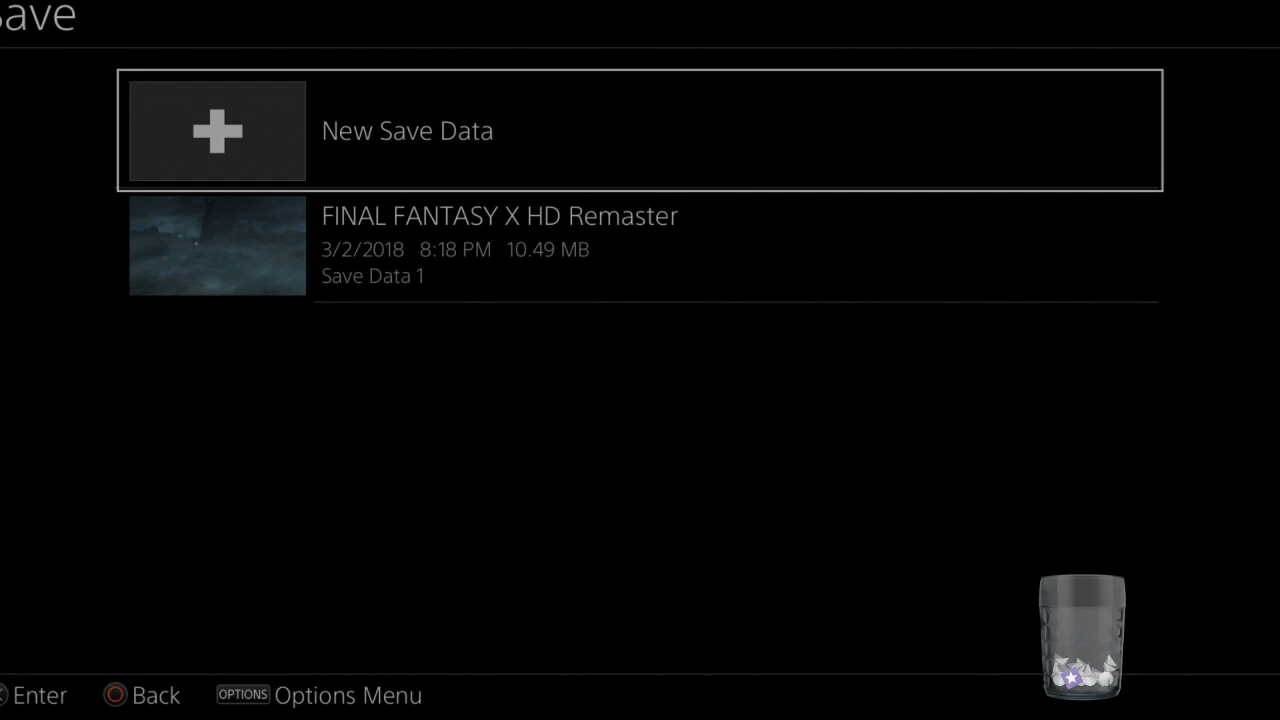 Save
New Save Data
FINAL FANTASY X HD Remaster
3/2/2018 8:18 PM 10.49 MB
Save Data 1
Enter Back OPTIONS Options Menu